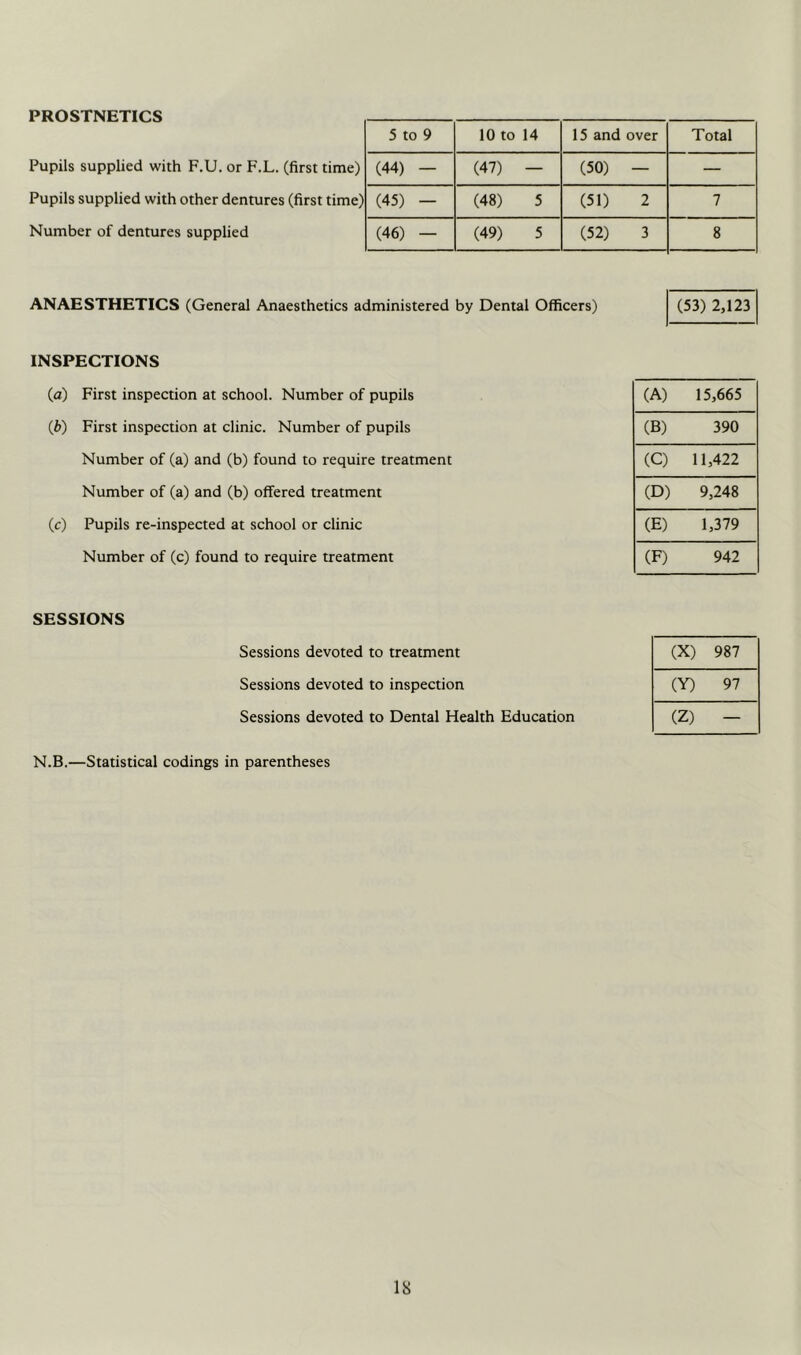 PROSTNETICS
5 to 9 10 to 14 15 and over Total
Pupils supplied with F.U. or F.L. (first time) (44) — (47) — (50) — —
Pupils supplied with other dentures (first time) (45) — (48) 5 (51) 2 7
Number of dentures supplied (46) — (49) 5 (52) 3 8
ANAESTHETICS (General Anaesthetics administered by Dental Officers) (53) 2,123
INSPECTIONS
(a) First inspection at school. Number of pupils (A) 15,665
(b) First inspection at clinic. Number of pupils (B) 390
Number of (a) and (b) found to require treatment (C) 11,422
Number of (a) and (b) offered treatment (D) 9,248
(c) Pupils re-inspected at school or clinic (E) 1,379
Number of (c) found to require treatment (F) 942
SESSIONS
Sessions devoted to treatment (X) 987
Sessions devoted to inspection (Y) 97
Sessions devoted to Dental Health Education (Z) —
N.B.—Statistical codings in parentheses
18